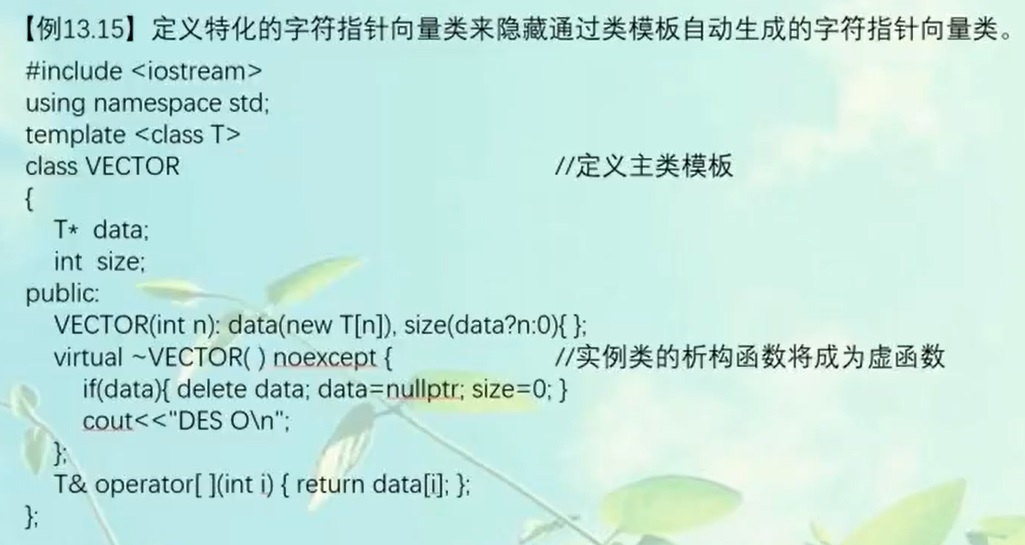 【例13.15】定义特化的字符指针向量类来隐藏通过类模板自动生成的字符指针向量类。
#include <iostream>
using namespace std;
template <class T>
class VECTOR //定义主类模板
{
T* data;
int size;
public:
VECTOR(int n): data(new T[n]), size(data?n:0){ };
virtual ~VECTOR( ) noexcept { //实例类的析构函数将成为虚函数
if(data){ delete data; data=nullptr; size=0; }
cout<<"DES O\n";
};
T& operator[ ](int i) { return data[i]; };
};